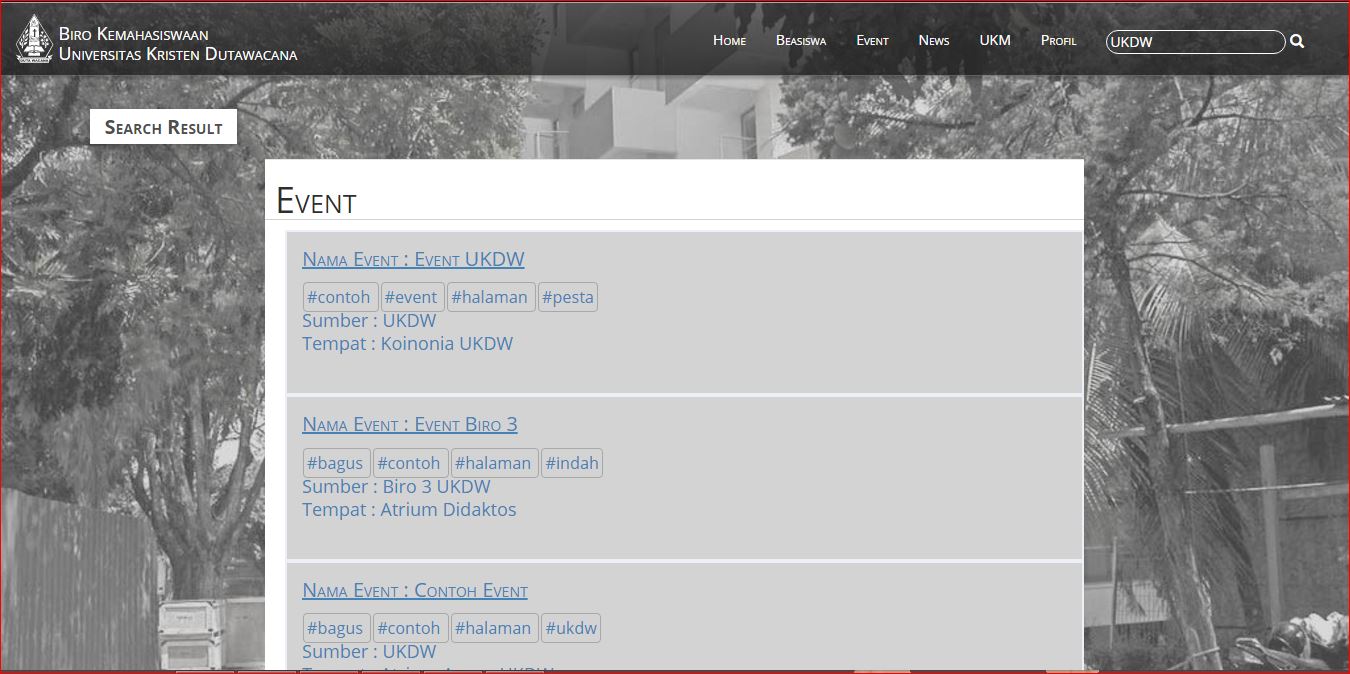 Biro Kemahasiswaan
Universitas Kristen Dutawacana
Home Beasiswa Event News UKM Profil UKDW
Search Result
Event
Nama Event : Event UKDW
#contoh #event #halaman #pesta
Sumber : UKDW
Tempat : Koinonia UKDW
Nama Event : Event Biro 3
#bagus #contoh #halaman #indah
Sumber : Biro 3 UKDW
Tempat : Atrium Didaktos
Nama Event : Contoh Event
#bagus #contoh #halaman #ukdw
Sumber : UKDW